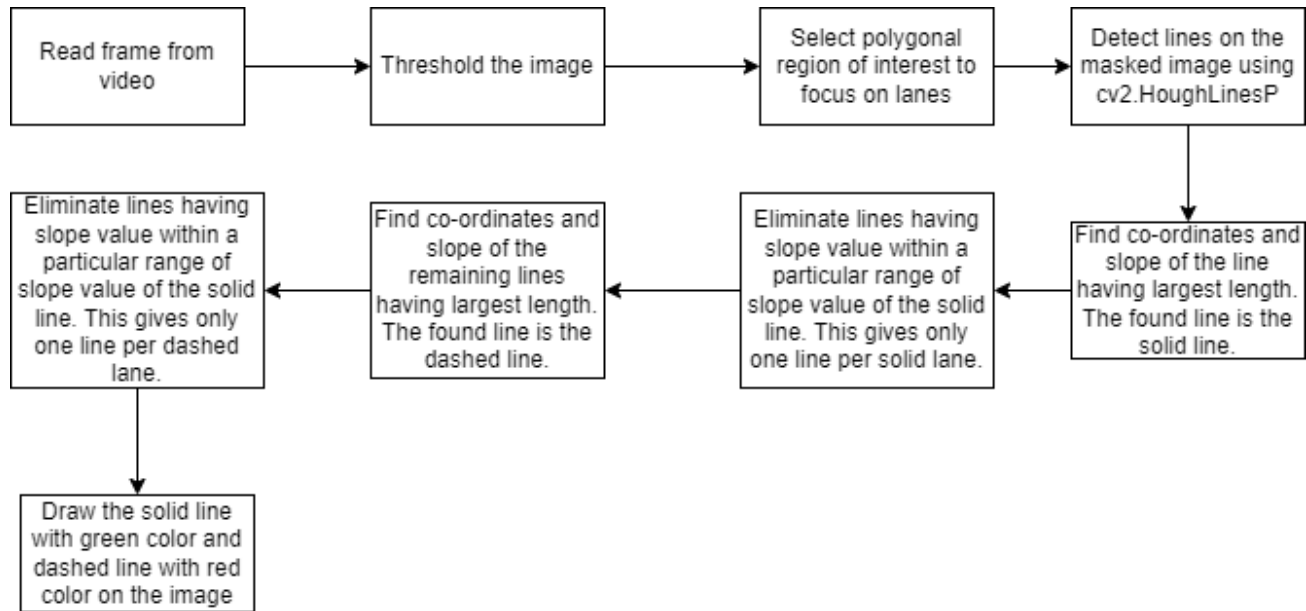 Read frame from
video
Threshold the image
Select polygonal
region of interest to
focus on lanes
Detect lines on the
masked image using
cv2.HoughLinesP
Find co-ordinates and
slope of the line
having largest length.
The found line is the
solid line.
Eliminate lines having
slope value within a
particular range of
slope value of the solid
line. This gives only
one line per solid lane.
Find co-ordinates and
slope of the
remaining lines
having largest length.
The found line is the
dashed line.
Eliminate lines having
slope value within a
particular range of
slope value of the solid
line. This gives only
one line per dashed
lane.
Draw the solid line
with green color and
dashed line with red
color on the image